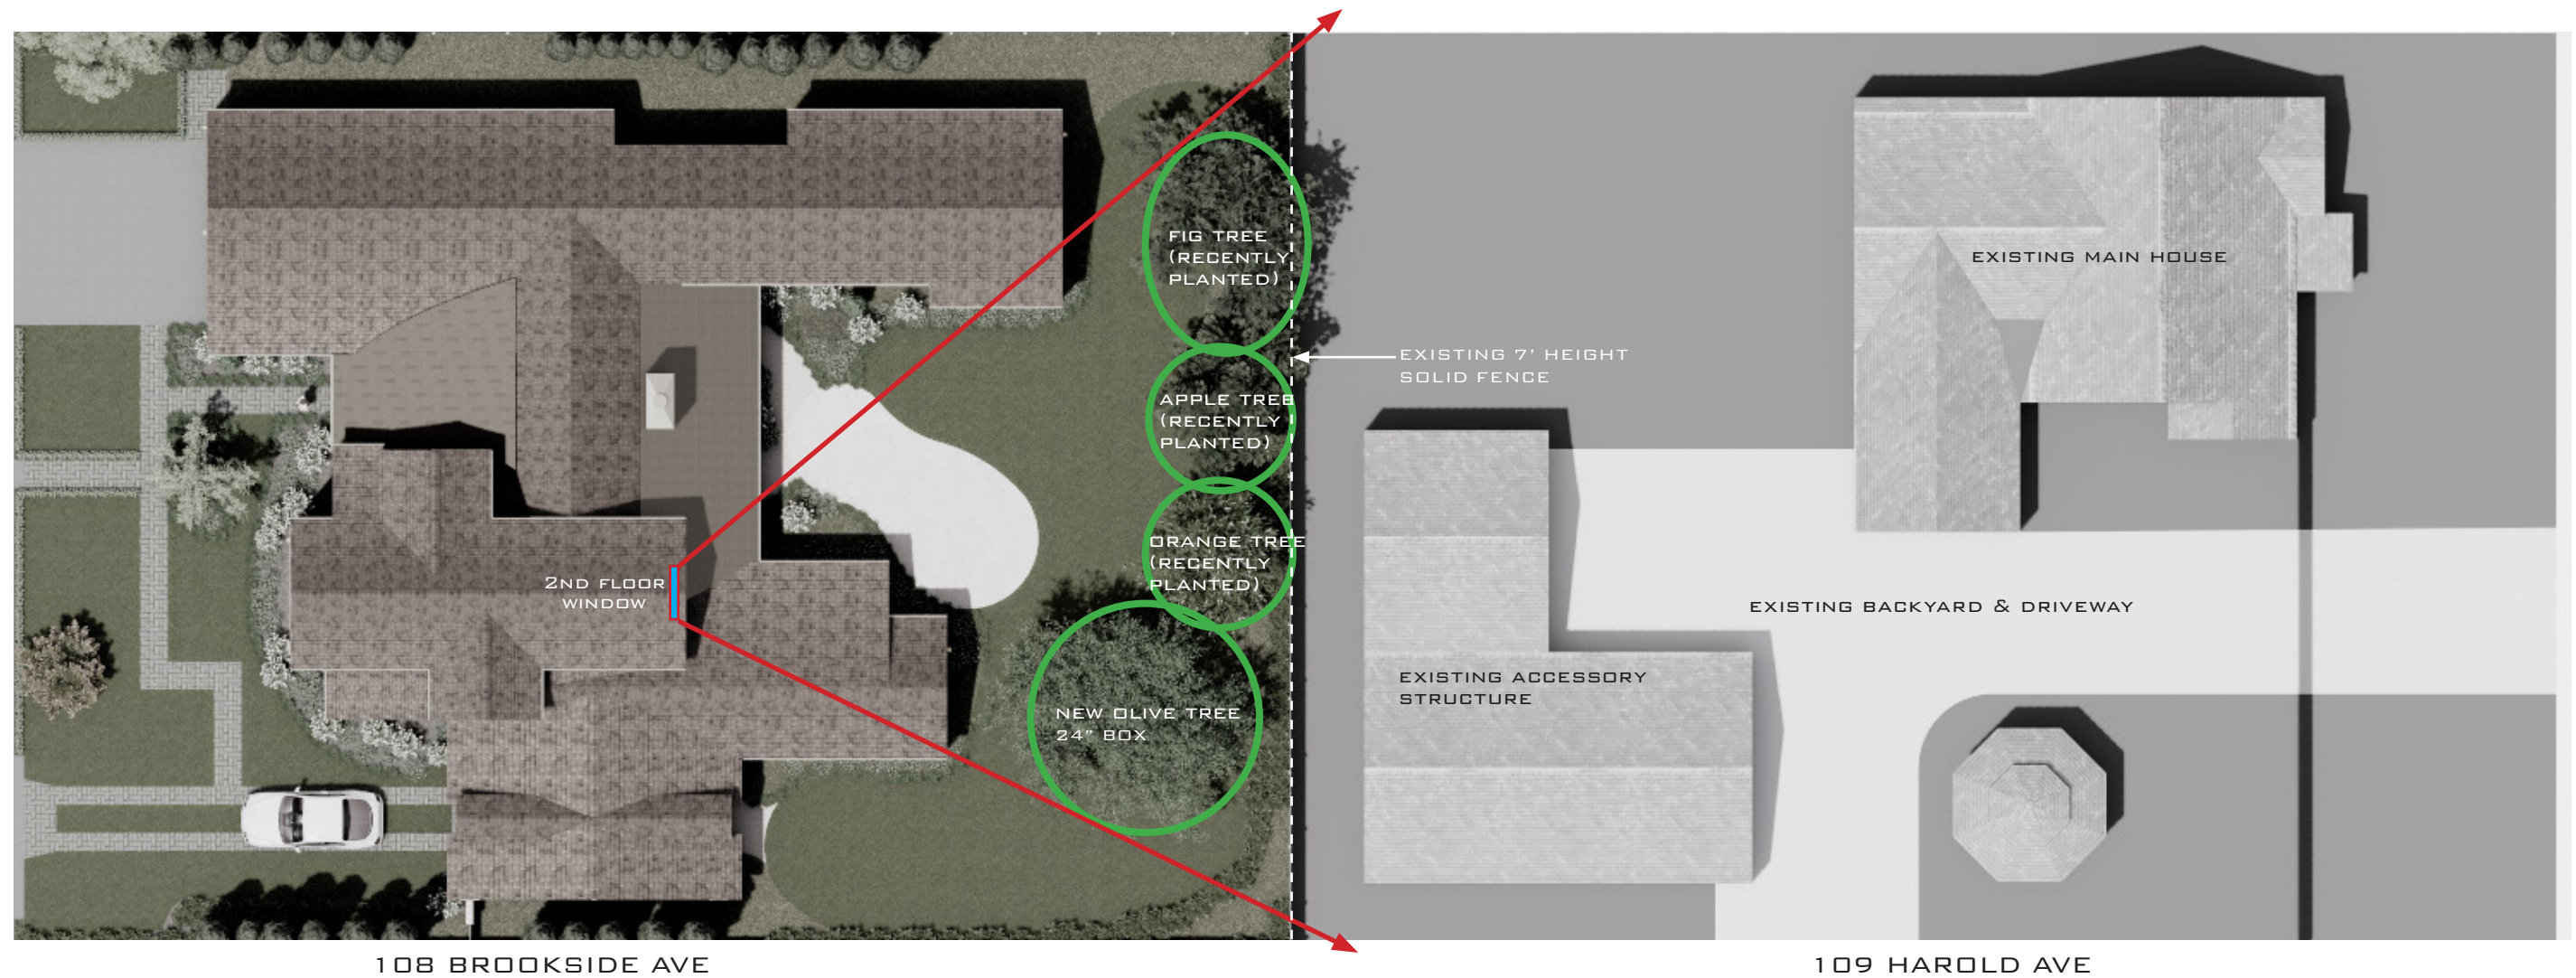 FIG TREE
(RECENTLY
PLANTED)
EXISTING MAIN HOUSE
EXISTING 7' HEIGHT
SOLID FENCE
APPLE TREE
(RECENTLY
PLANTED)
ORANGE TREE
(RECENTLY
PLANTED)
2ND FLOOR
WINDOW
EXISTING BACKYARD & DRIVEWAY
EXISTING ACCESSORY
STRUCTURE
NEW OLIVE TREE
24" BOX
108 BROOKSIDE AVE
109 HAROLD AVE